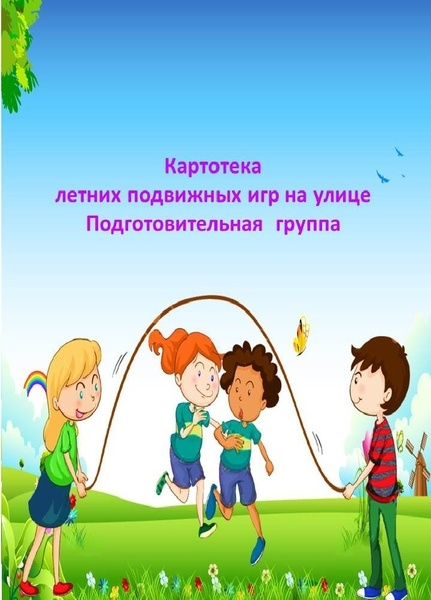 Картотека
летних подвижных игр на улице
Подготовительная группа